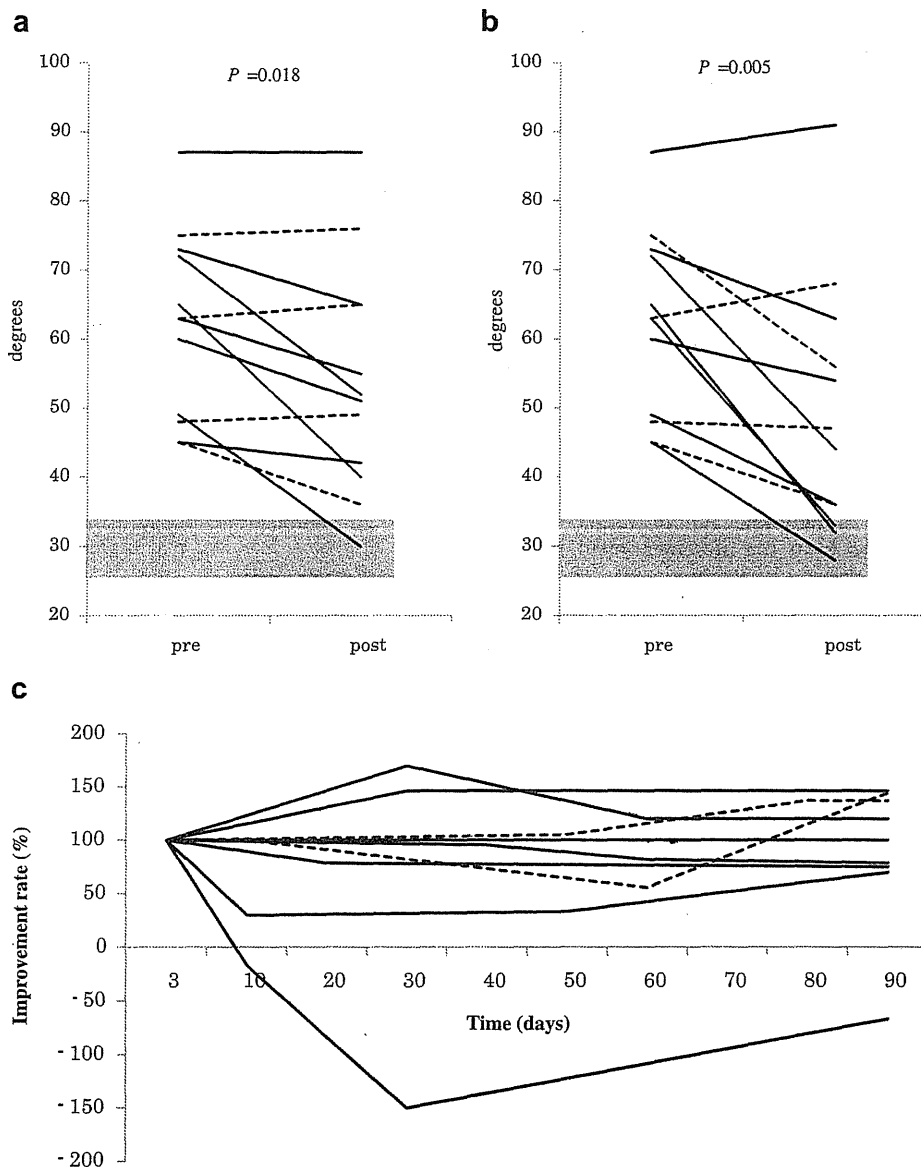 a
b
100
90
80
70
60
50
40
30
20
degrees
P =0.018
pre post
100
90
80
70
60
50
40
30
20
degrees
P =0.005
pre post
c
200
150
100
50
0
- 50
- 100
- 150
- 200
Improvement rate (%)
3 10 20 30 40 50 60 70 80 90
Time (days)